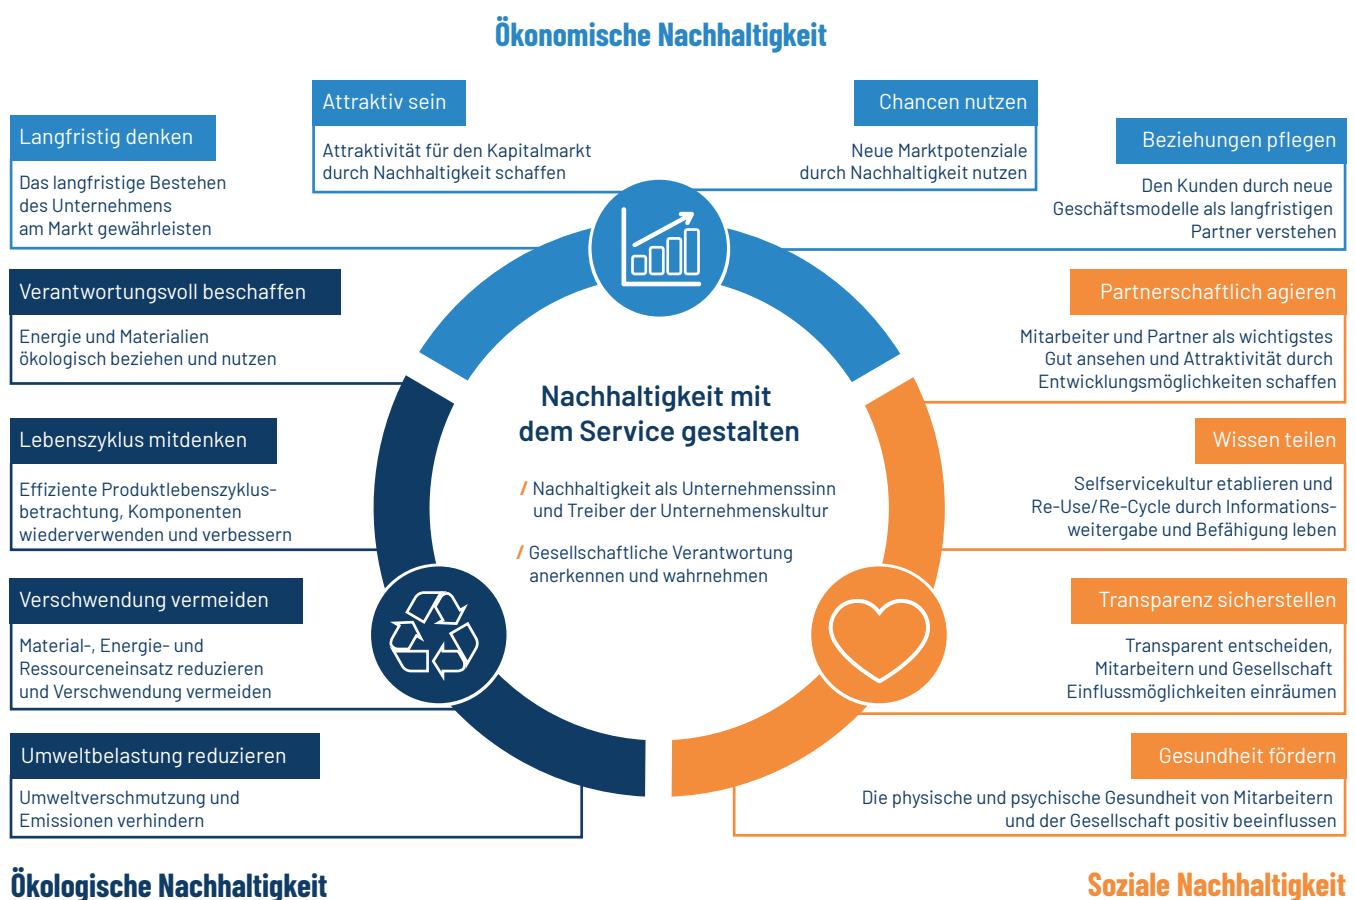 Ökonomische Nachhaltigkeit
Langfristig denken
Das langfristige Bestehen
des Unternehmens
am Markt gewährleisten
Attraktiv sein
Attraktivität für den Kapitalmarkt
durch Nachhaltigkeit schaffen
Chancen nutzen
Neue Marktpotenziale
durch Nachhaltigkeit nutzen
Beziehungen pflegen
Den Kunden durch neue
Geschäftsmodelle als langfristigen
Partner verstehen
Verantwortungsvoll beschaffen
Energie und Materialien
ökologisch beziehen und nutzen
Lebenszyklus mitdenken
Effiziente Produktlebenszyklus-
betrachtung, Komponenten
wiederverwenden und verbessern
Verschwendung vermeiden
Material-, Energie- und
Ressourceneinsatz reduzieren
und Verschwendung vermeiden
Umweltbelastung reduzieren
Umweltverschmutzung und
Emissionen verhindern
Ökologische Nachhaltigkeit
Nachhaltigkeit mit
dem Service gestalten
/ Nachhaltigkeit als Unternehmenssinn
und Treiber der Unternehmenskultur
/ Gesellschaftliche Verantwortung
anerkennen und wahrnehmen
Partnerschaftlich agieren
Mitarbeiter und Partner als wichtigstes
Gut ansehen und Attraktivität durch
Entwicklungsmöglichkeiten schaffen
Wissen teilen
Selfservicekultur etablieren und
Re-Use/Re-Cycle durch Informations-
weitergabe und Befähigung leben
Transparenz sicherstellen
Transparent entscheiden,
Mitarbeitern und Gesellschaft
Einflussmöglichkeiten einräumen
Gesundheit fördern
Die physische und psychische Gesundheit von Mitarbeitern
und der Gesellschaft positiv beeinflussen
Soziale Nachhaltigkeit